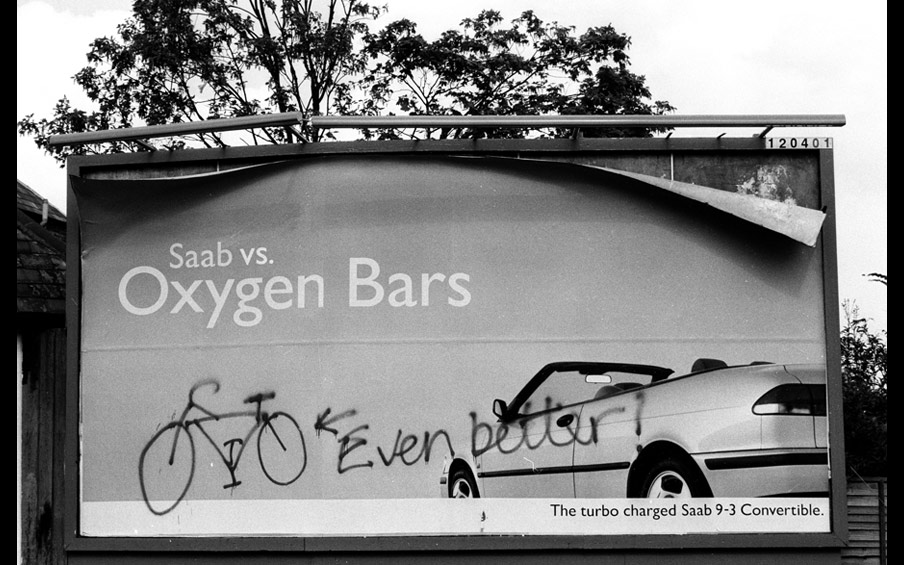 120401
Saab vs.
Oxygen Bars
Even better!
The turbo charged Saab 9-3 Convertible.